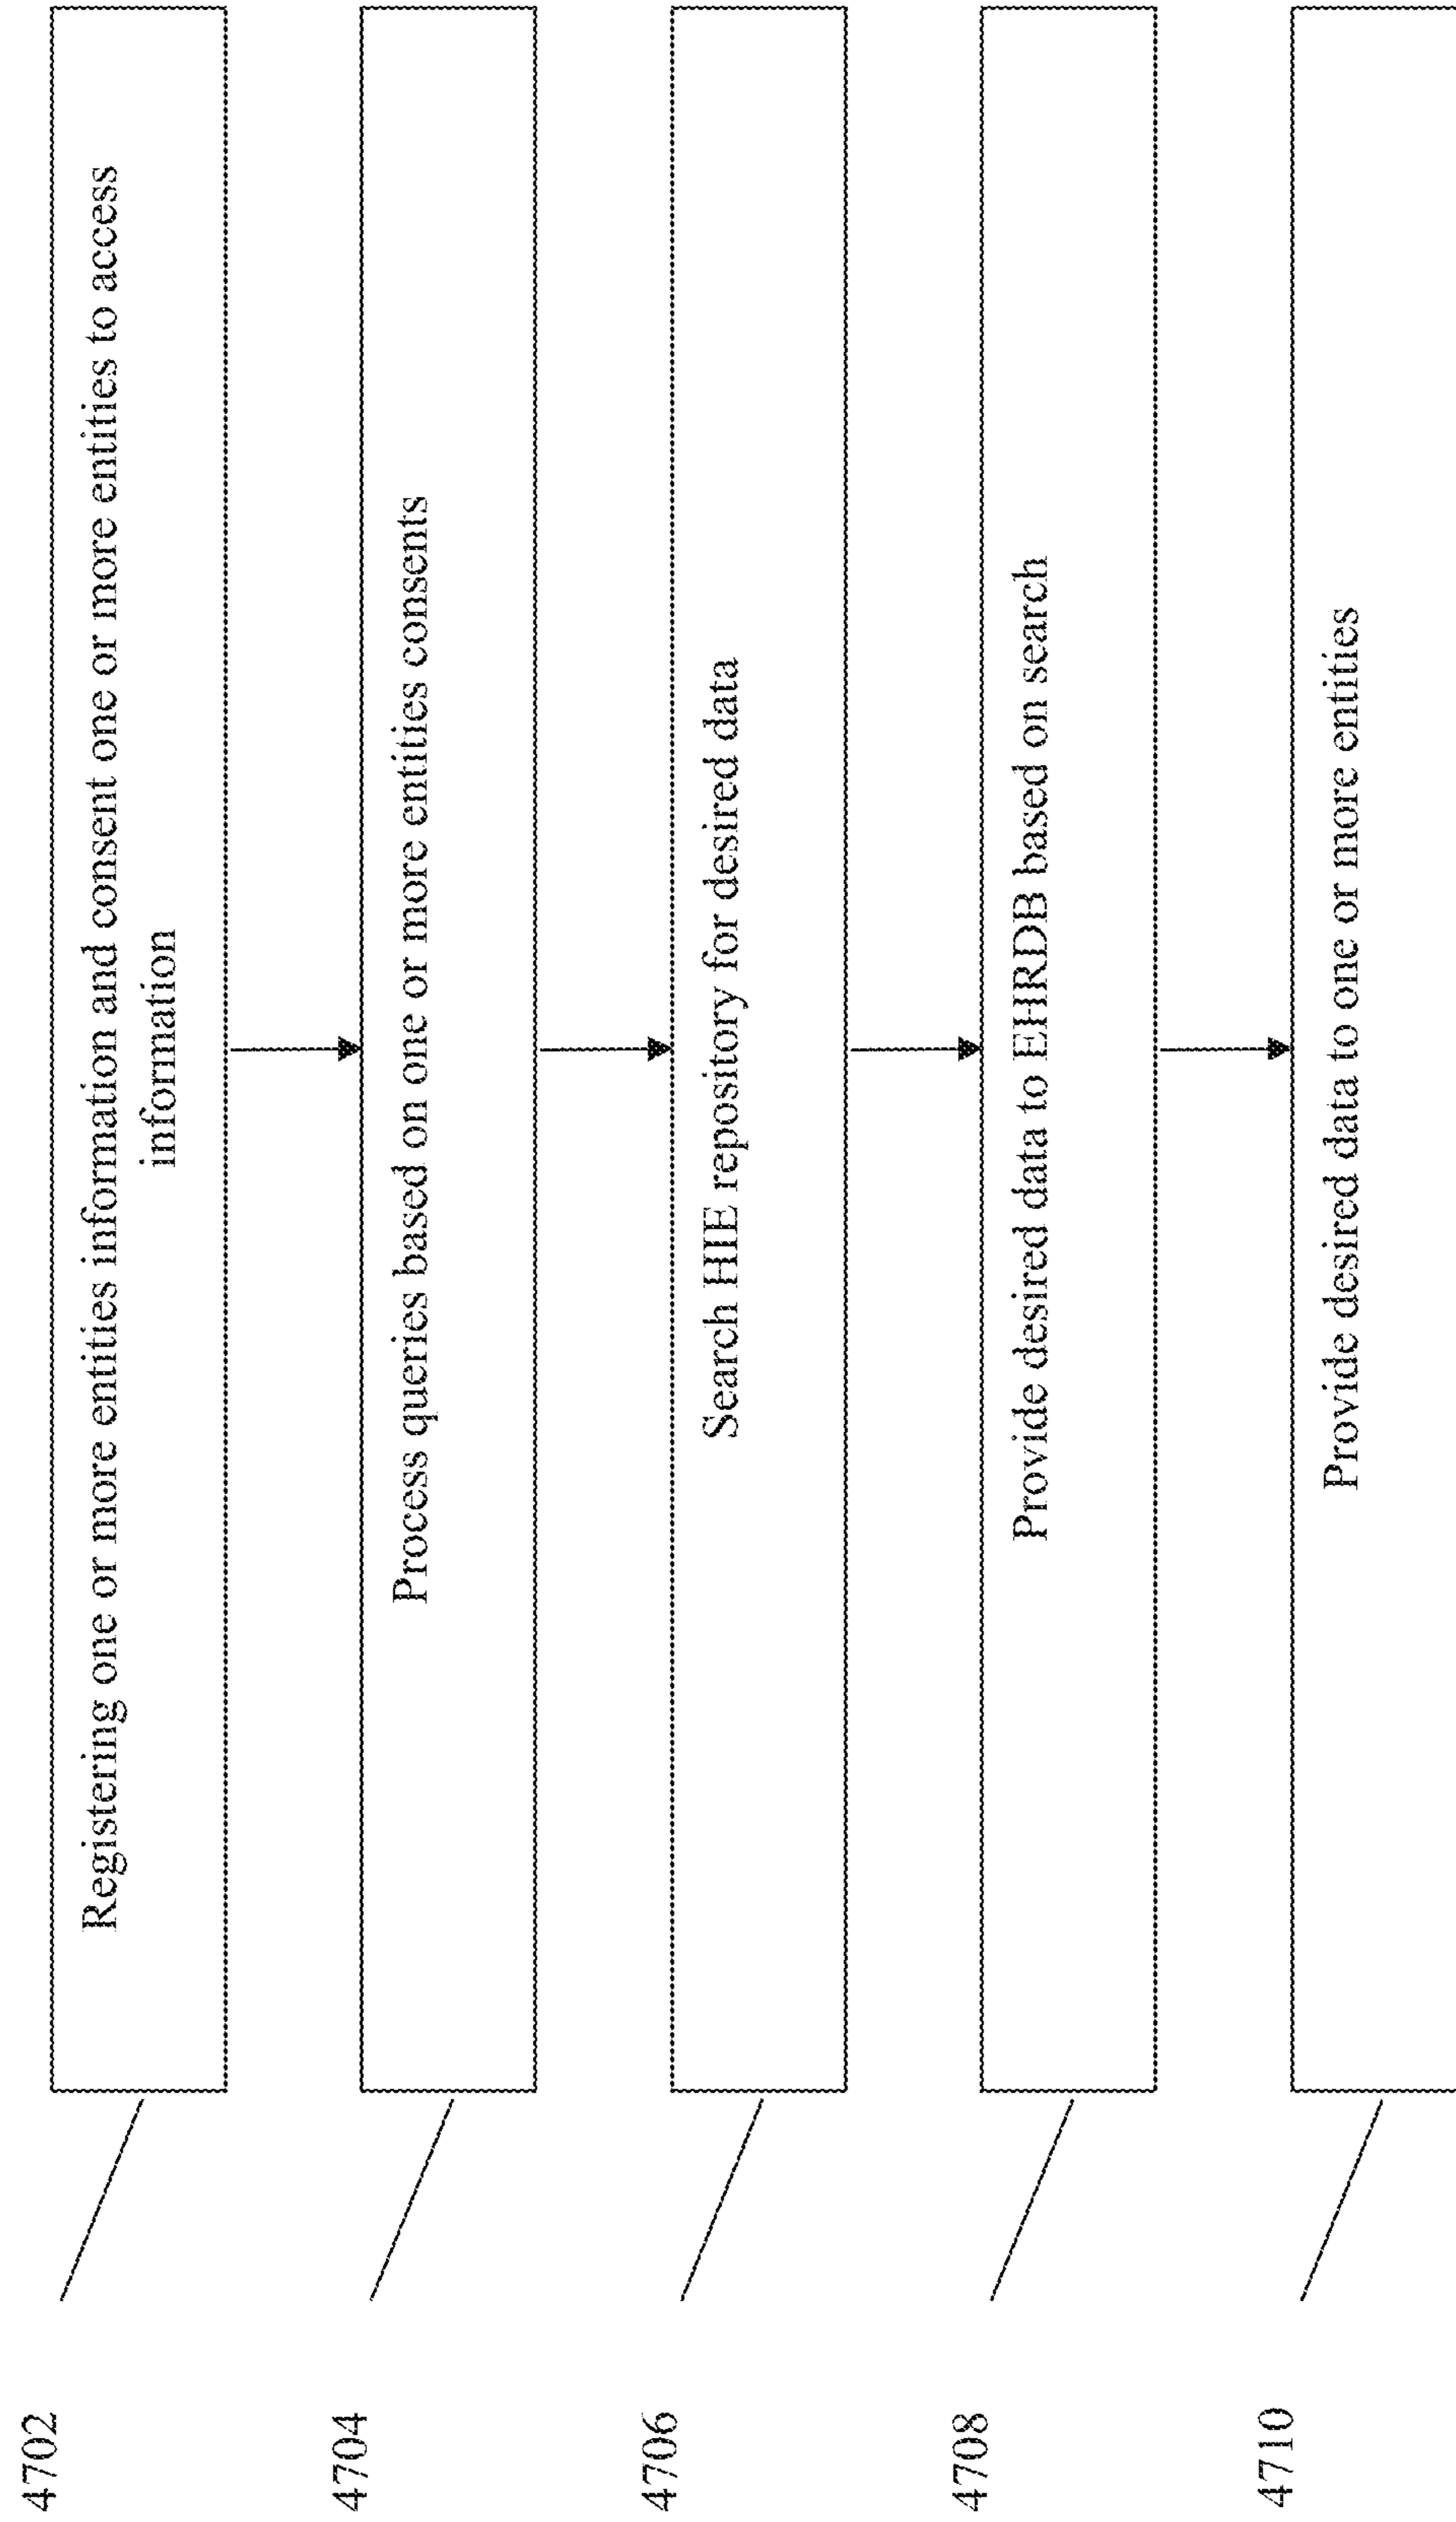 4702
Registering one or more entities information and consent one or more entities to access
information
4704
Process queries based on one or more entities consents
4706
Search HIE repository for desired data
4708
Provide desired data to EHRDB based on search
4710
Provide desired data to one or more entities